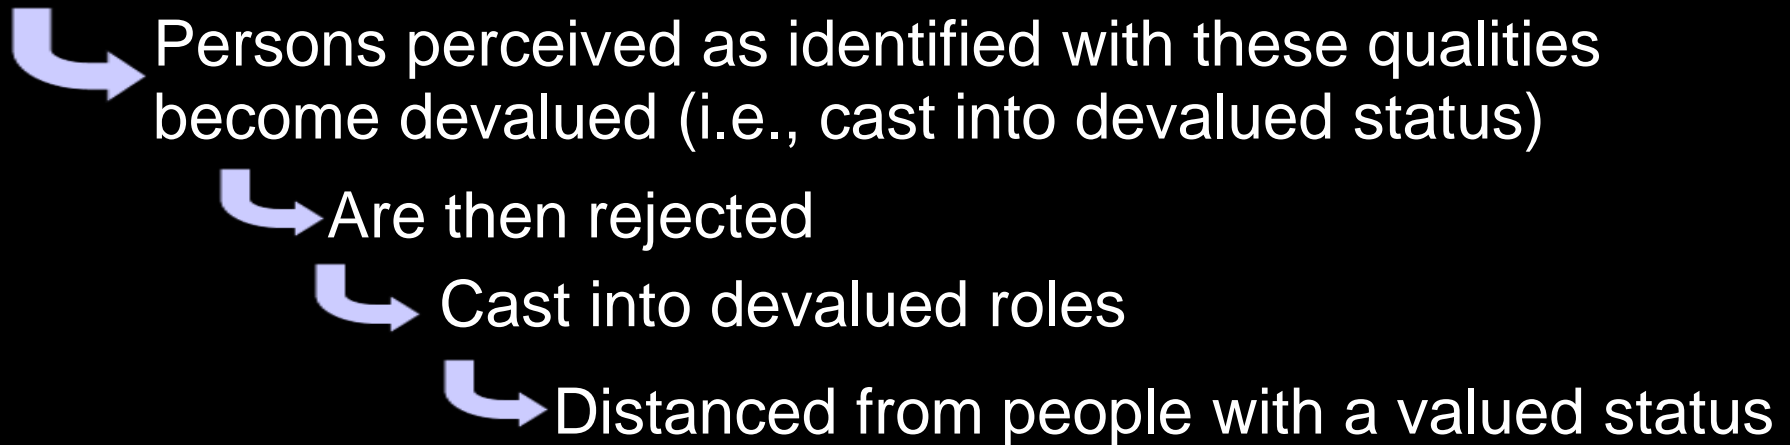 Persons perceived as identified with these qualities
become devalued (i.e., cast into devalued status)
Are then rejected
Cast into devalued roles
Distanced from people with a valued status